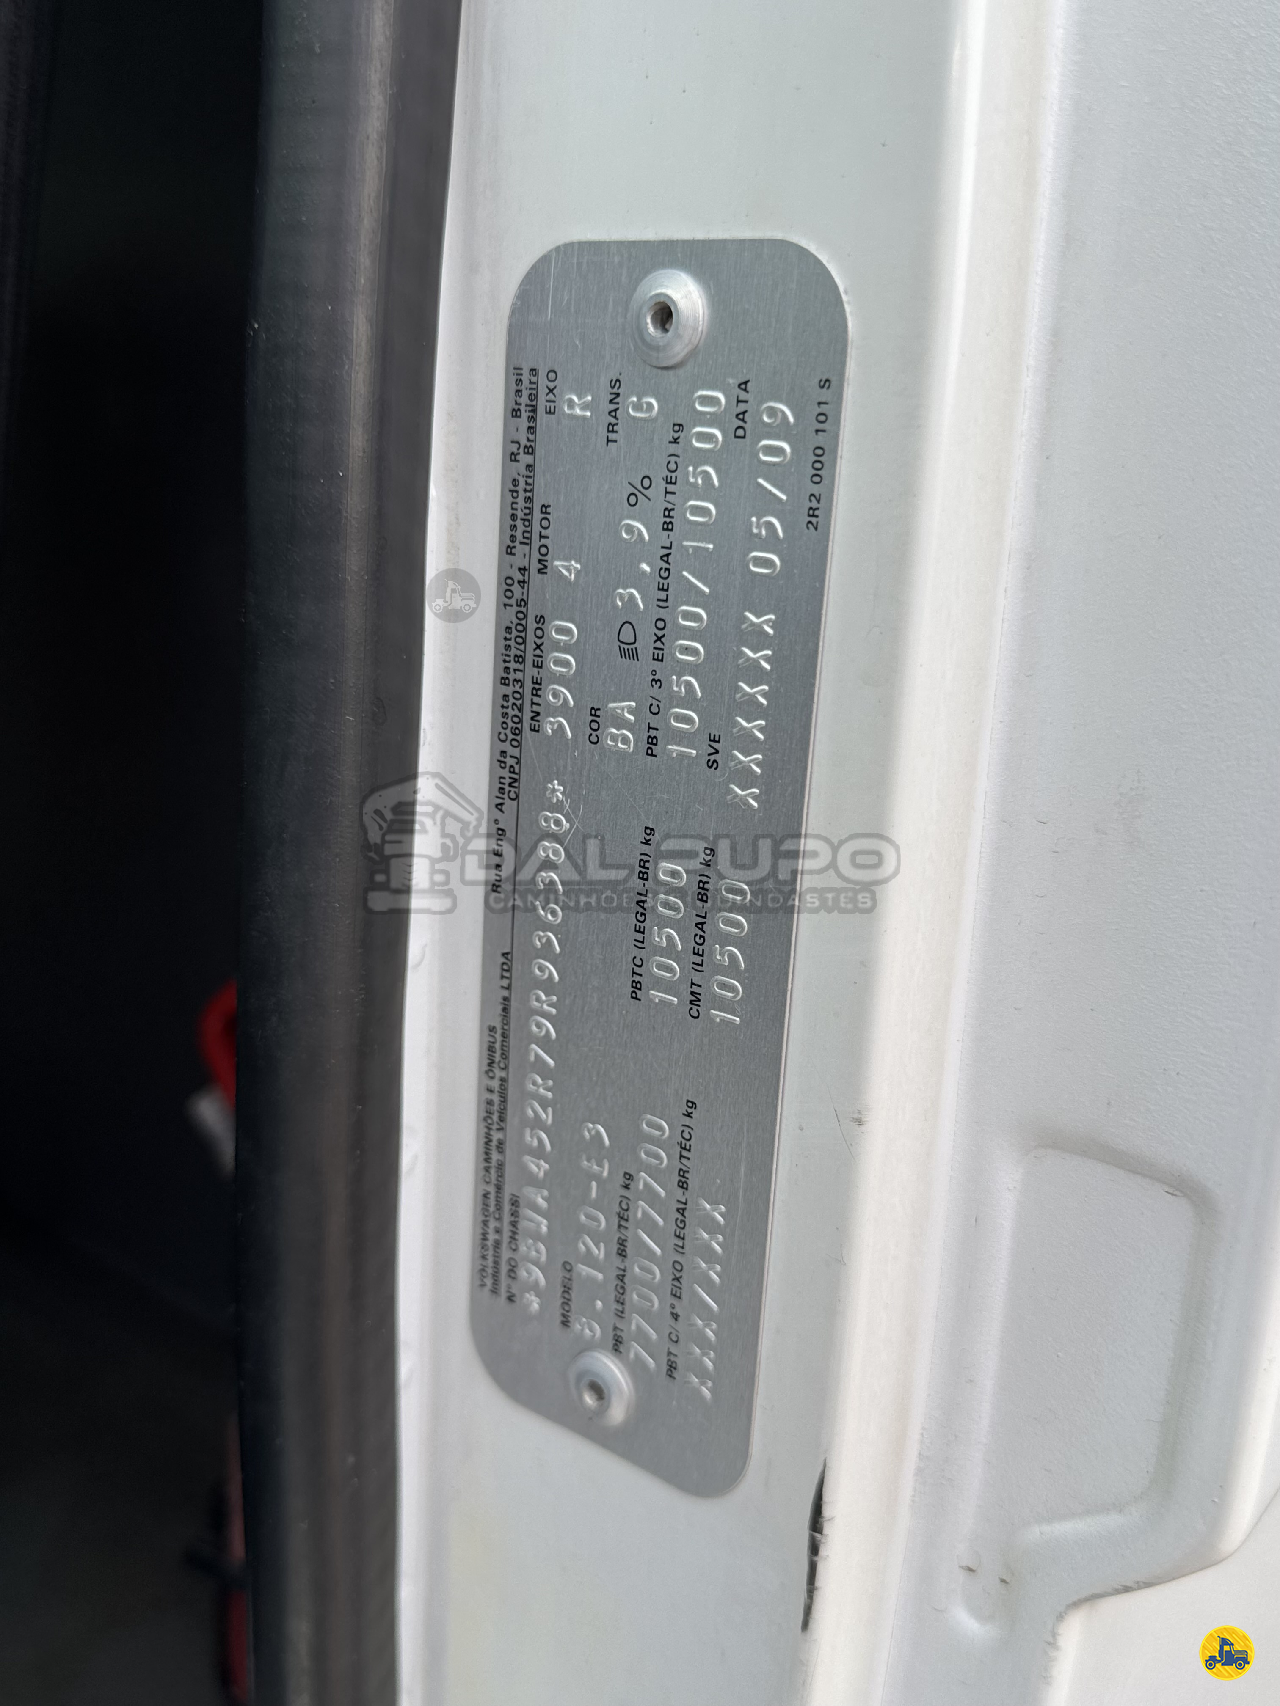 VOLKSWAGEN CAMINHÕES E ÔNIBUS
Indústria e Comércio de Veículos Comerciais LTDA
Rua Engº Alan da Costa Batista, 100 - Resende, RJ - Brasil
CNPJ 06020318/0005-44 - Indústria Brasileira
Nº DO CHASSI ENTRE-EIXOS MOTOR EIXO
*9BWA452R79R936388* 3900 4 R
MODELO COR TRANS.
8.120-E3 BA 3,9% G
PBT (LEGAL-BR/TÉC) kg PBTC (LEGAL-BR) kg PBT C/ 3º EIXO (LEGAL-BR/TÉC) kg
7700/7700 10500 10500/10500
PBT C/ 4º EIXO (LEGAL-BR/TÉC) kg CMT (LEGAL-BR) kg SVE DATA
XXX/XXX 10500 XXXXXX 05/09
2R2 000 101 S
DAL PUPO
CAMINHÕES E GUINDASTES